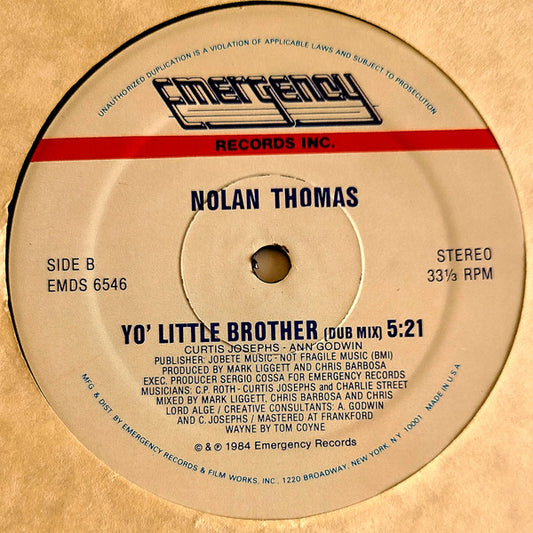 UNAUTHORIZED DUPLICATION IS A VIOLATION OF APPLICABLE LAWS AND SUBJECT TO PROSECUTION
Emergency
RECORDS INC.
NOLAN THOMAS
SIDE B
EMDS 6546
STEREO
33⅓ RPM
YO' LITTLE BROTHER (DUB MIX) 5:21
CURTIS JOSEPHS - ANN GODWIN
PUBLISHER: JOBETE MUSIC - NOT FRAGILE MUSIC (BMI)
PRODUCED BY MARK LIGGETT AND CHRIS BARBOSA
EXEC. PRODUCER SERGIO COSSA FOR EMERGENCY RECORDS
MUSICIANS: C.P. ROTH - CURTIS JOSEPHS and CHARLIE STREET
MIXED BY MARK LIGGETT, CHRIS BARBOSA and CHRIS
LORD ALGE / CREATIVE CONSULTANTS: A. GODWIN
and C. JOSEPHS / MASTERED AT FRANKFORD
WAYNE BY TOM COYNE
© & ℗ 1984 Emergency Records
MFG. & DIST. BY EMERGENCY RECORDS & FILM WORKS, INC. 1220 BROADWAY, NEW YORK, N.Y. 10001 MADE IN U.S.A.